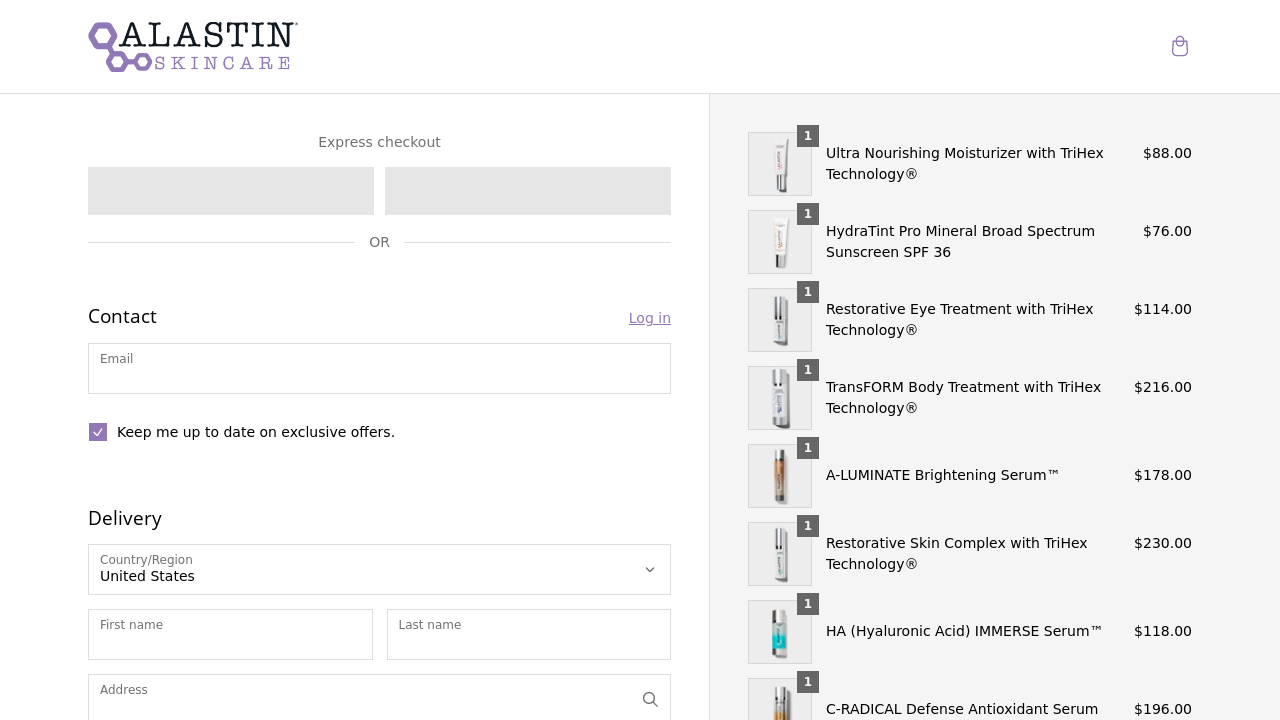 ALASTIN®
SKINCARE
Express checkout
OR
Contact
Log in
Email
Keep me up to date on exclusive offers.
Delivery
Country/Region
United States
First name
Last name
Address
1
Ultra Nourishing Moisturizer with TriHex
Technology®
$88.00
1
HydraTint Pro Mineral Broad Spectrum
Sunscreen SPF 36
$76.00
1
Restorative Eye Treatment with TriHex
Technology®
$114.00
1
TransFORM Body Treatment with TriHex
Technology®
$216.00
1
A-LUMINATE Brightening Serum™
$178.00
1
Restorative Skin Complex with TriHex
Technology®
$230.00
1
HA (Hyaluronic Acid) IMMERSE Serum™
$118.00
1
C-RADICAL Defense Antioxidant Serum
$196.00